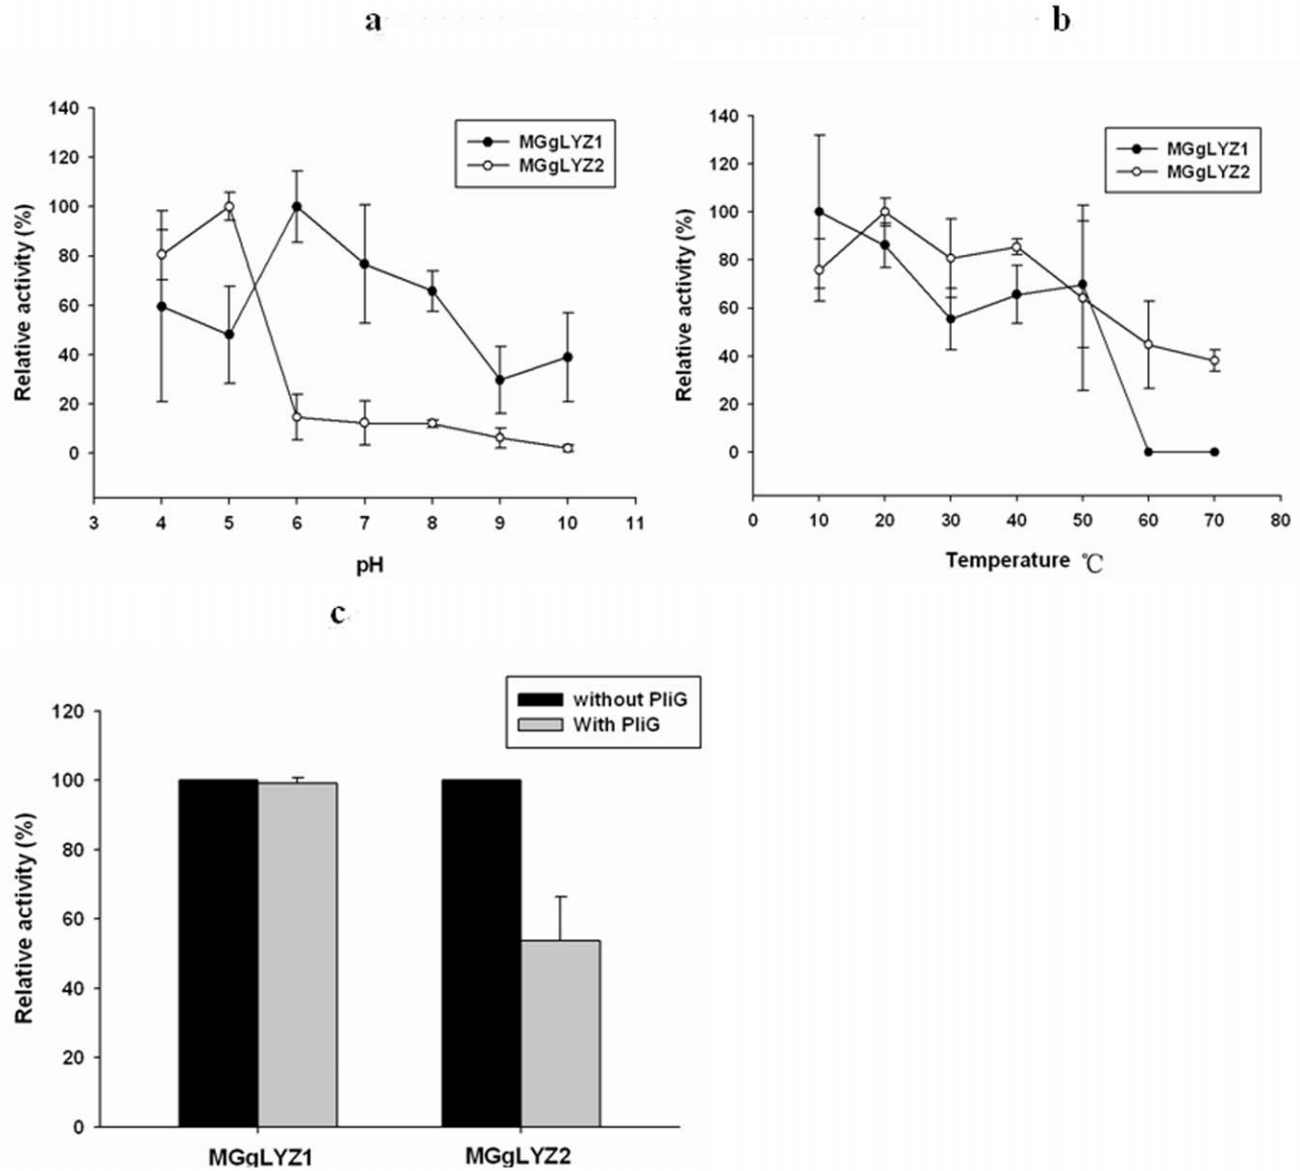 a
b
140
120
100
80
60
40
20
0
Relative activity (%)
MGgLYZ1
MGgLYZ2
3 4 5 6 7 8 9 10 11
pH
140
120
100
80
60
40
20
0
Relative activity (%)
MGgLYZ1
MGgLYZ2
0 10 20 30 40 50 60 70 80
Temperature ℃
c
120
100
80
60
40
20
0
Relative activity (%)
without PliG
With PliG
MGgLYZ1 MGgLYZ2